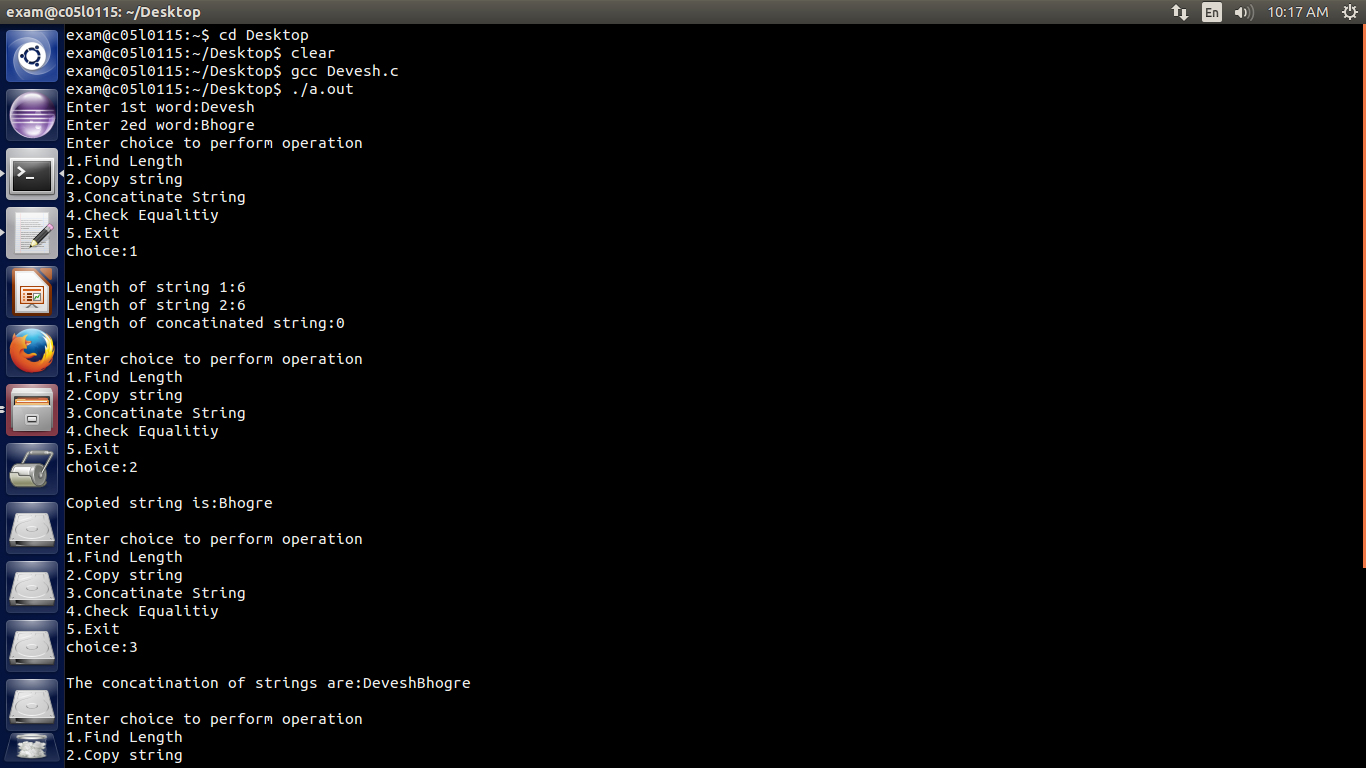 exam@c05l0115: ~/Desktop
En
10:17 AM
exam@c05l0115:~$ cd Desktop
exam@c05l0115:~/Desktop$ clear
exam@c05l0115:~/Desktop$ gcc Devesh.c
exam@c05l0115:~/Desktop$ ./a.out
Enter 1st word:Devesh
Enter 2ed word:Bhogre
Enter choice to perform operation
1.Find Length
2.Copy string
3.Concatinate String
4.Check Equalitiy
5.Exit
choice:1
Length of string 1:6
Length of string 2:6
Length of concatinated string:0
Enter choice to perform operation
1.Find Length
2.Copy string
3.Concatinate String
4.Check Equalitiy
5.Exit
choice:2
Copied string is:Bhogre
Enter choice to perform operation
1.Find Length
2.Copy string
3.Concatinate String
4.Check Equalitiy
5.Exit
choice:3
The concatination of strings are:DeveshBhogre
Enter choice to perform operation
1.Find Length
2.Copy string